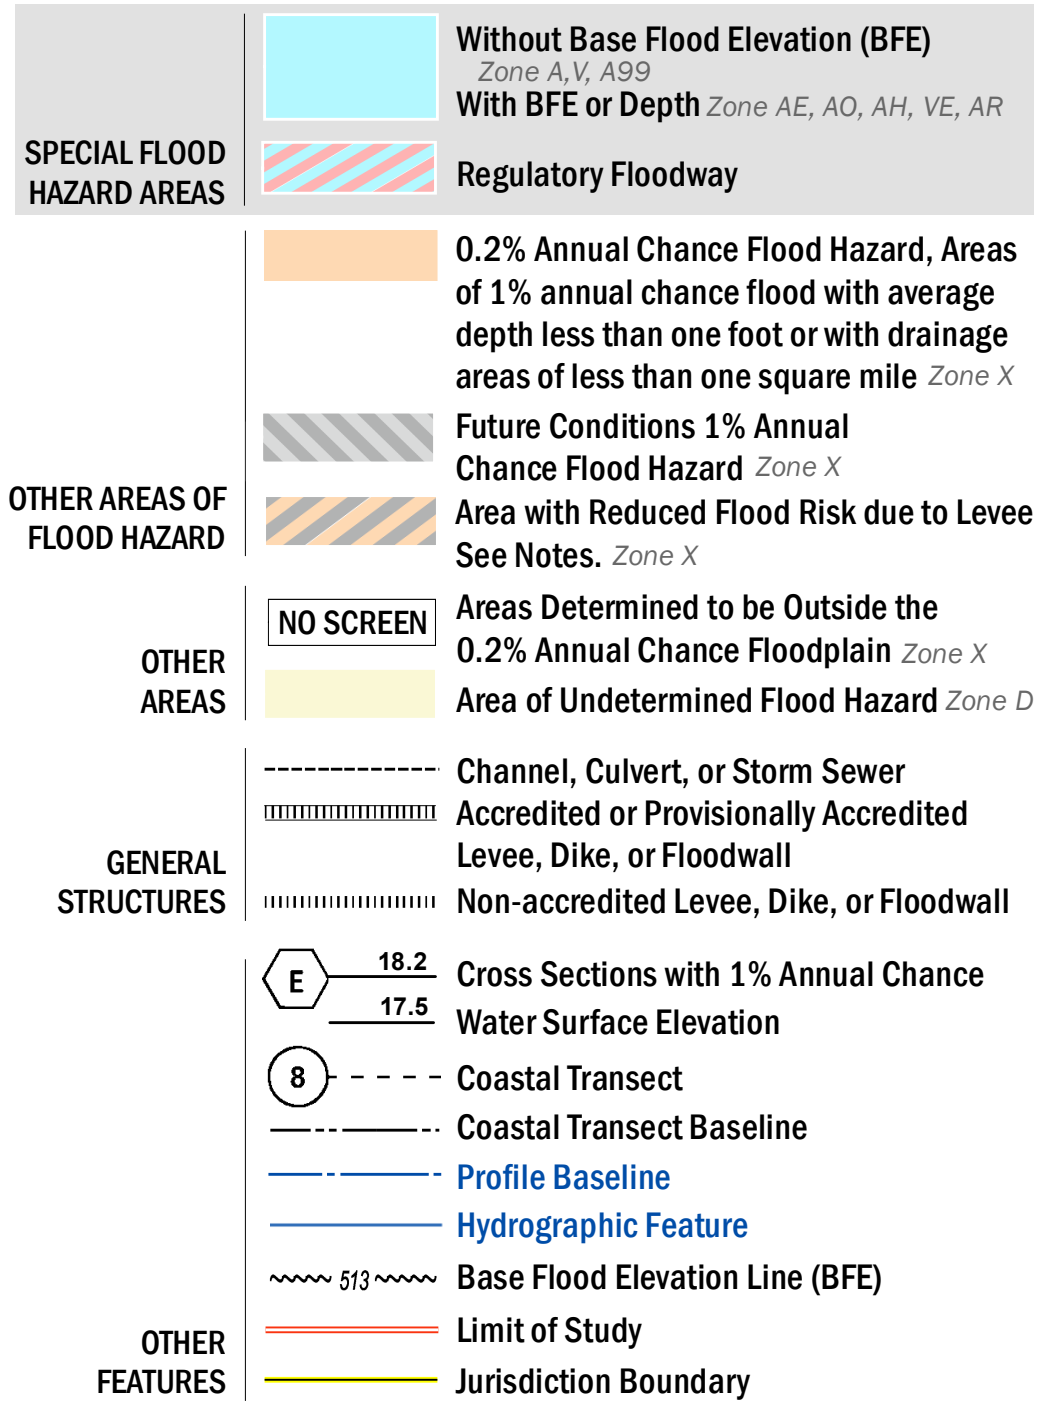 SPECIAL FLOOD
HAZARD AREAS
Without Base Flood Elevation (BFE)
Zone A,V, A99
With BFE or Depth Zone AE, AO, AH, VE, AR
Regulatory Floodway
OTHER AREAS OF
FLOOD HAZARD
0.2% Annual Chance Flood Hazard, Areas
of 1% annual chance flood with average
depth less than one foot or with drainage
areas of less than one square mile Zone X
Future Conditions 1% Annual
Chance Flood Hazard Zone X
Area with Reduced Flood Risk due to Levee
See Notes. Zone X
OTHER
AREAS
NO SCREEN
Areas Determined to be Outside the
0.2% Annual Chance Floodplain Zone X
Area of Undetermined Flood Hazard Zone D
GENERAL
STRUCTURES
Channel, Culvert, or Storm Sewer
Accredited or Provisionally Accredited
Levee, Dike, or Floodwall
Non-accredited Levee, Dike, or Floodwall
OTHER
FEATURES
E 18.2
17.5
Cross Sections with 1% Annual Chance
Water Surface Elevation
8 Coastal Transect
Coastal Transect Baseline
Profile Baseline
Hydrographic Feature
513 Base Flood Elevation Line (BFE)
Limit of Study
Jurisdiction Boundary